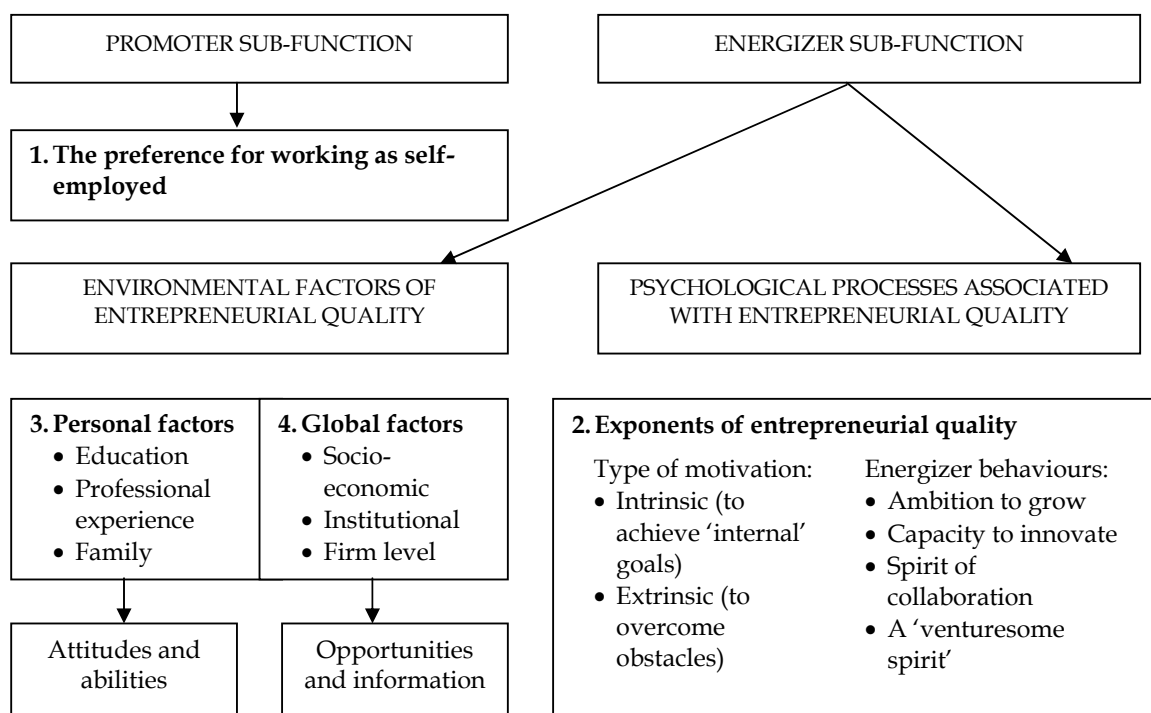 PROMOTER SUB-FUNCTION
ENERGIZER SUB-FUNCTION
1. The preference for working as self-
employed
ENVIRONMENTAL FACTORS OF
ENTREPRENEURIAL QUALITY
PSYCHOLOGICAL PROCESSES ASSOCIATED
WITH ENTREPRENEURIAL QUALITY
3. Personal factors
• Education
• Professional
experience
• Family
4. Global factors
• Socio-
economic
• Institutional
• Firm level
2. Exponents of entrepreneurial quality
Type of motivation:
• Intrinsic (to
achieve ‘internal’
goals)
• Extrinsic (to
overcome
obstacles)
Energizer behaviours:
• Ambition to grow
• Capacity to innovate
• Spirit of
collaboration
• A ‘venturesome
spirit’
Attitudes and
abilities
Opportunities
and information